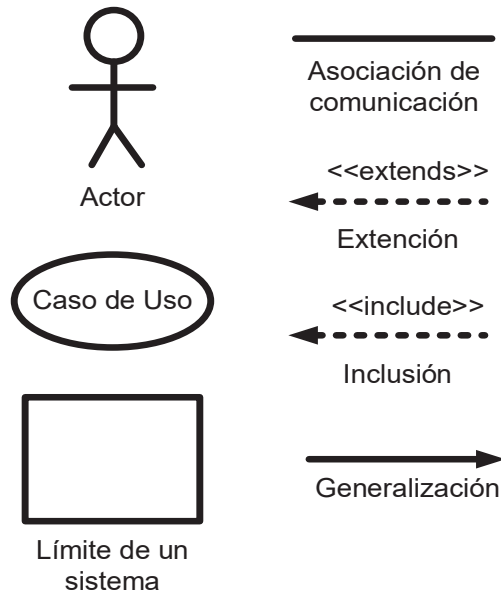 Actor
Caso de Uso
Límite de un
sistema
Asociación de
comunicación
<<extends>>
Extención
<<include>>
Inclusión
Generalización